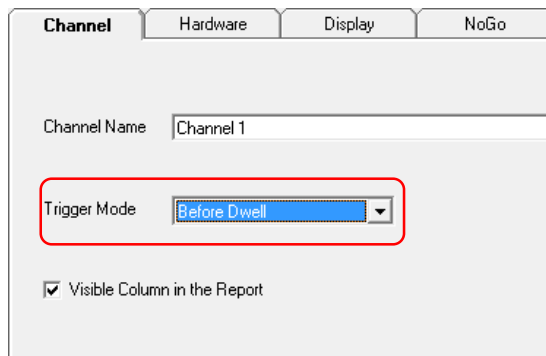 Channel Hardware Display NoGo
Channel Name Channel 1
Trigger Mode Before Dwell
Visible Column in the Report